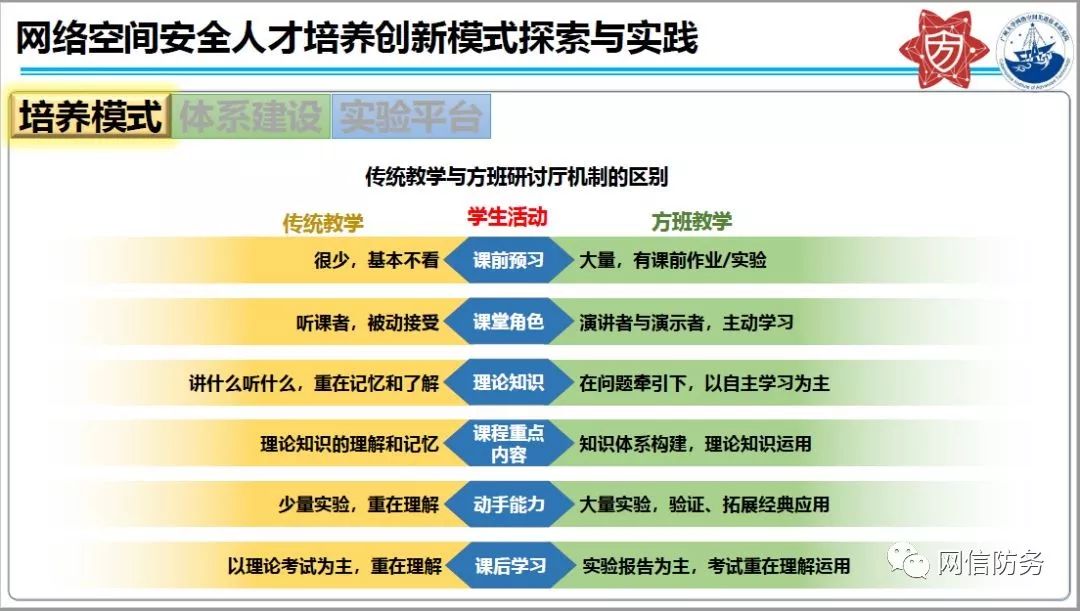 网络空间安全人才培养创新模式探索与实践
培养模式 体系建设 实验平台
传统教学与方班研讨厅机制的区别
传统教学 学生活动 方班教学
很少，基本不看 课前预习 大量，有课前作业/实验
听课者，被动接受 课堂角色 演讲者与演示者，主动学习
讲什么听什么，重在记忆和了解 理论知识 在问题牵引下，以自主学习为主
理论知识的理解和记忆 课程重点 知识体系构建，理论知识运用
内容
少量实验，重在理解 动手能力 大量实验，验证、拓展经典应用
以理论考试为主，重在理解 课后学习 实验报告为主，考试重在理解运用
网信防务